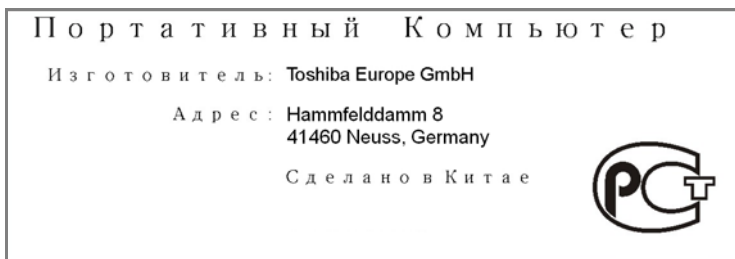 Портативный Компьютер
Изготовитель: Toshiba Europe GmbH
Адрес: Hammfelddamm 8
41460 Neuss, Germany
Сделано в Китае
РСТ